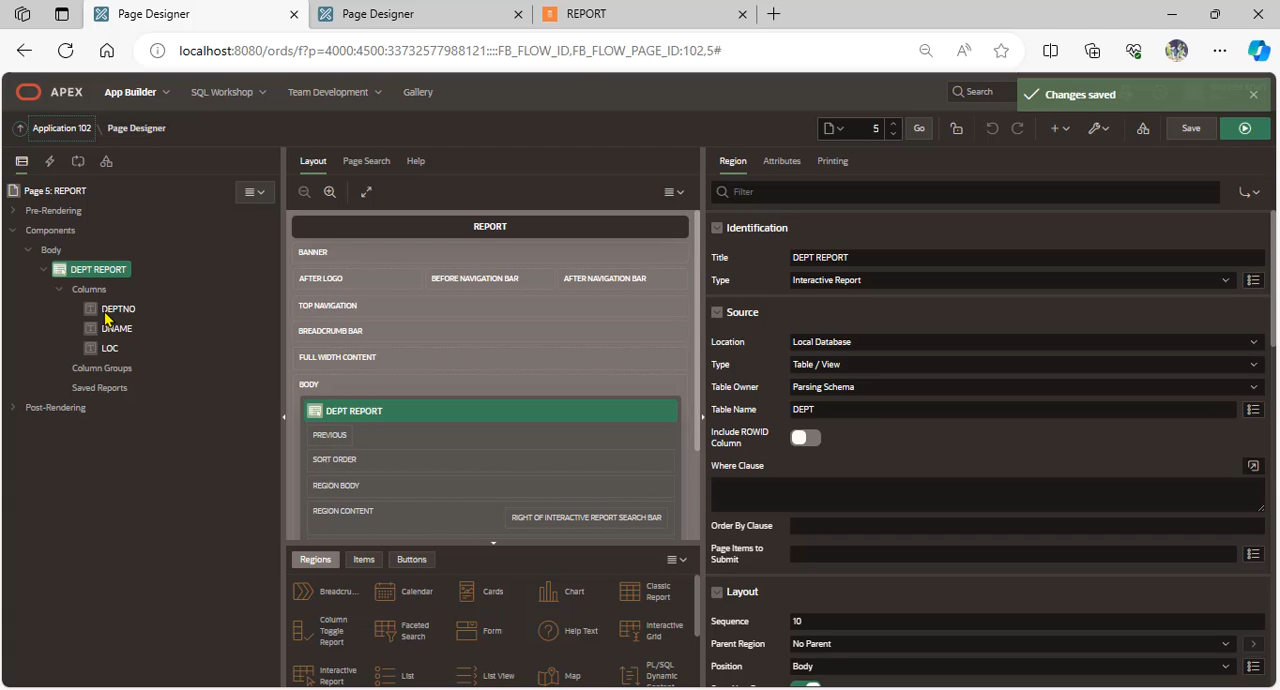 Page Designer
Page Designer
REPORT
localhost:8080/ords/f?p=4000:4500:33732577988121::::FB_FLOW_ID,FB_FLOW_PAGE_ID:102,5#
APEX App Builder SQL Workshop Team Development Gallery Search
Changes saved
Application 102 Page Designer 5 Go Save
Layout Page Search Help
Region Attributes Printing
Page 5: REPORT
Filter
Pre-Rendering
Components
Body
DEPT REPORT
Columns
DEPTNO
DNAME
LOC
Column Groups
Saved Reports
Post-Rendering
REPORT
BANNER
AFTER LOGO BEFORE NAVIGATION BAR AFTER NAVIGATION BAR
TOP NAVIGATION
BREADCRUMB BAR
FULL WIDTH CONTENT
BODY
DEPT REPORT
PREVIOUS
SORT ORDER
REGION BODY
REGION CONTENT
RIGHT OF INTERACTIVE REPORT SEARCH BAR
Regions Items Buttons
Breadcru... Calendar Cards Chart Classic Report
Column Toggle Report Faceted Search Form Help Text Interactive Grid
Interactive Report List List View Map PL/SQL Dynamic
Identification
Title DEPT REPORT
Type Interactive Report
Source
Location Local Database
Type Table / View
Table Owner Parsing Schema
Table Name DEPT
Include ROWID Column
Where Clause
Order By Clause
Page Items to Submit
Layout
Sequence 10
Parent Region No Parent
Position Body